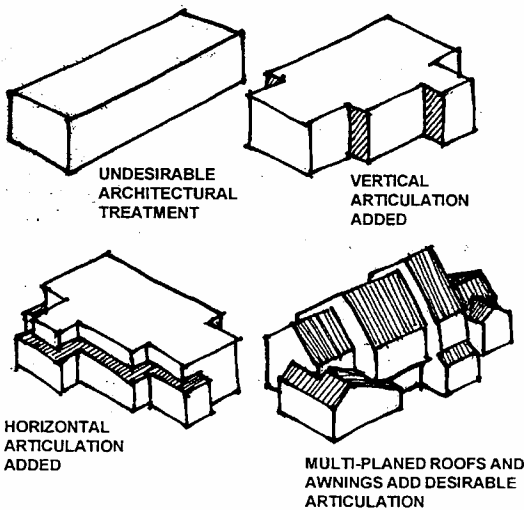 UNDESIRABLE
ARCHITECTURAL
TREATMENT
VERTICAL
ARTICULATION
ADDED
HORIZONTAL
ARTICULATION
ADDED
MULTI-PLANED ROOFS AND
AWNINGS ADD DESIRABLE
ARTICULATION